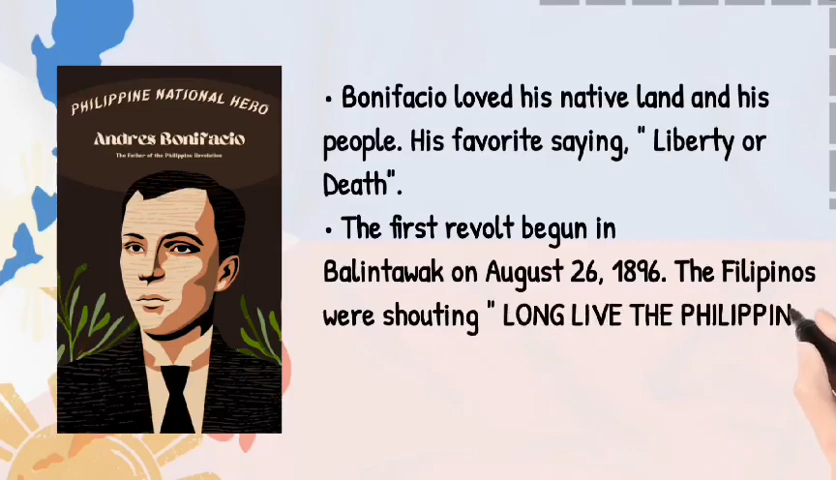 PHILIPPINE NATIONAL HERO
Andres Bonifacio
The Father of the Philippine Revolution
• Bonifacio loved his native land and his
people. His favorite saying, " Liberty or
Death".
• The first revolt begun in
Balintawak on August 26, 1896. The Filipinos
were shouting " LONG LIVE THE PHILIPPIN